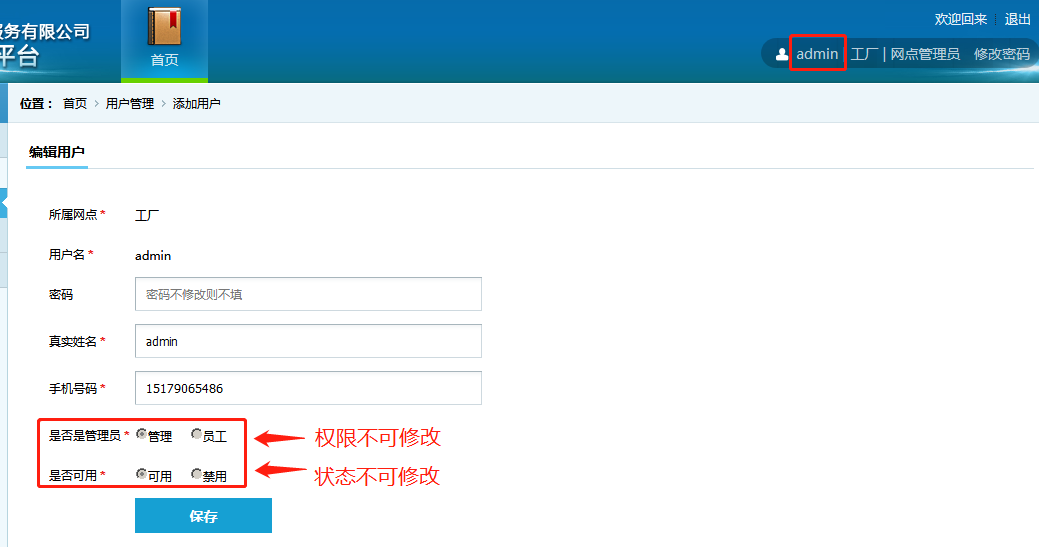 务有限公司
平台
首页
欢迎回来 退出
admin 工厂 | 网点管理员 修改密码
位置： 首页 > 用户管理 > 添加用户
编辑用户
所属网点* 工厂
用户名* admin
密码 密码不修改则不填
真实姓名* admin
手机号码* 15179065486
是否是管理员* 管理 员工 权限不可修改
是否可用* 可用 禁用 状态不可修改
保存